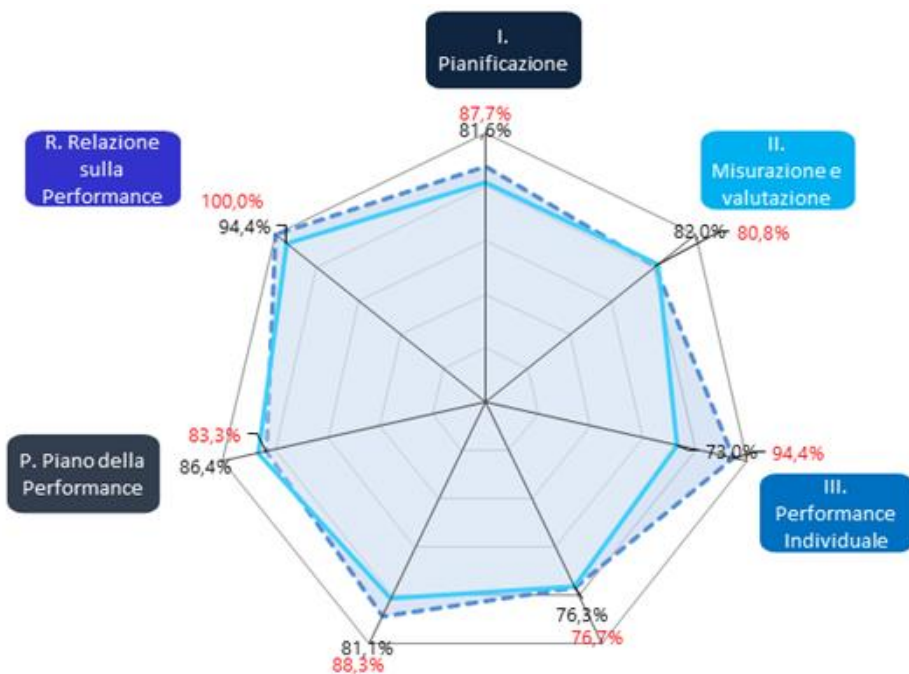 I.
Pianificazione
87,7%
81,6%
R. Relazione
sulla
Performance
100,0%
94,4%
II.
Misurazione e
valutazione
82,0%
80,8%
73,0%
94,4%
III.
Performance
Individuale
P. Piano della
Performance
83,3%
86,4%
76,3%
76,7%
81,1%
88,3%